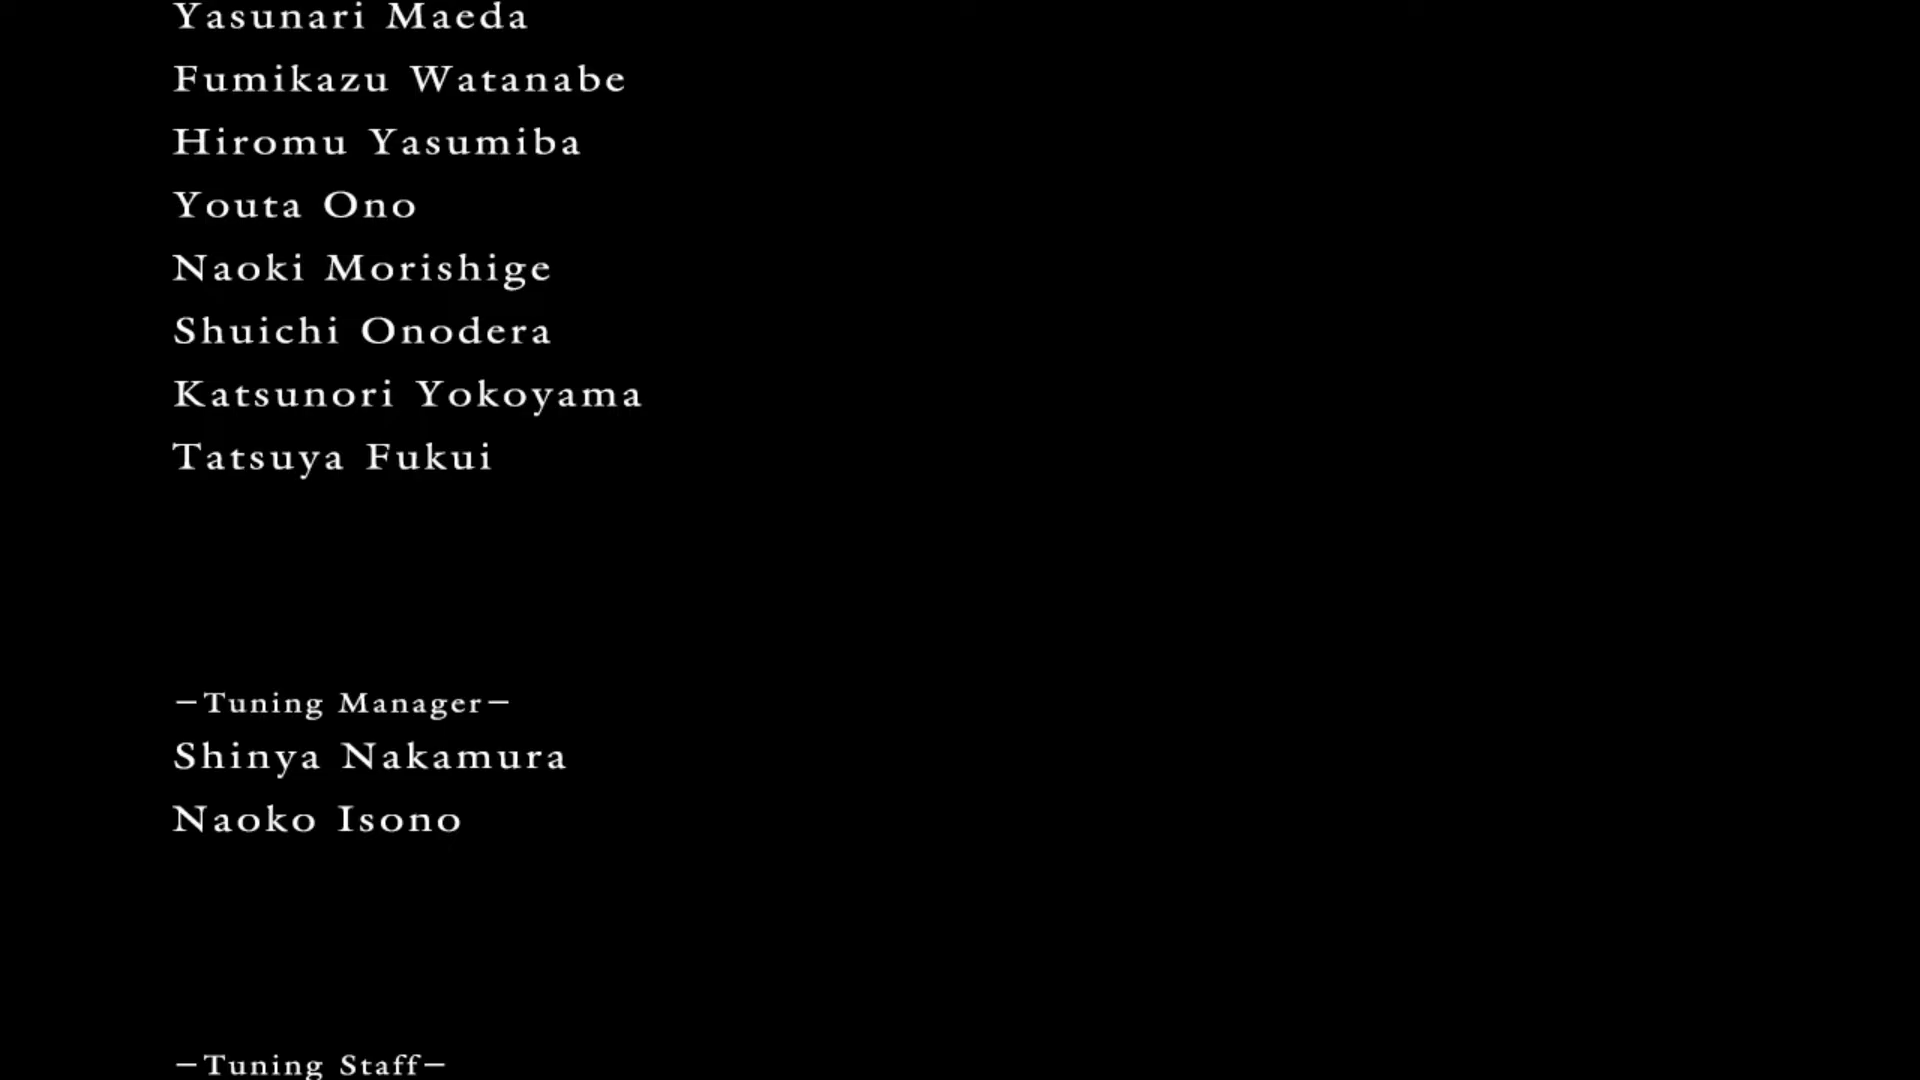 Yasunari Maeda
Fumikazu Watanabe
Hiromu Yasumiba
Youta Ono
Naoki Morishige
Shuichi Onodera
Katsunori Yokoyama
Tatsuya Fukui
—Tuning Manager—
Shinya Nakamura
Naoko Isono
—Tuning Staff—